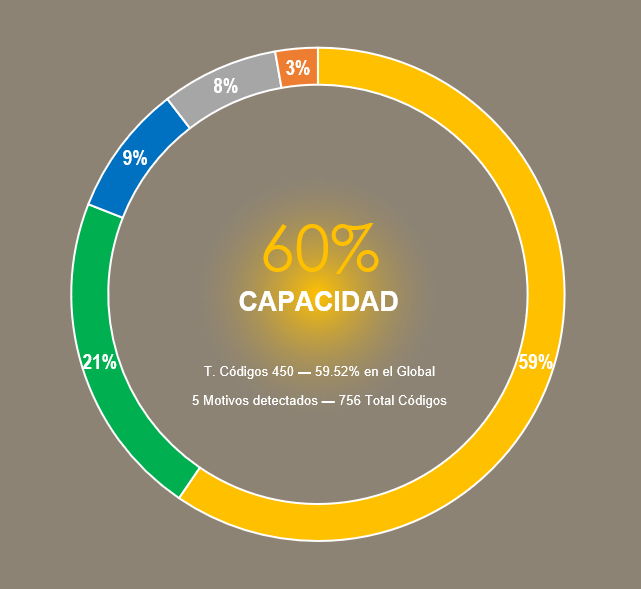 3%
8%
9%
60%
CAPACIDAD
21%
59%
T. Códigos 450 — 59.52% en el Global
5 Motivos detectados — 756 Total Códigos